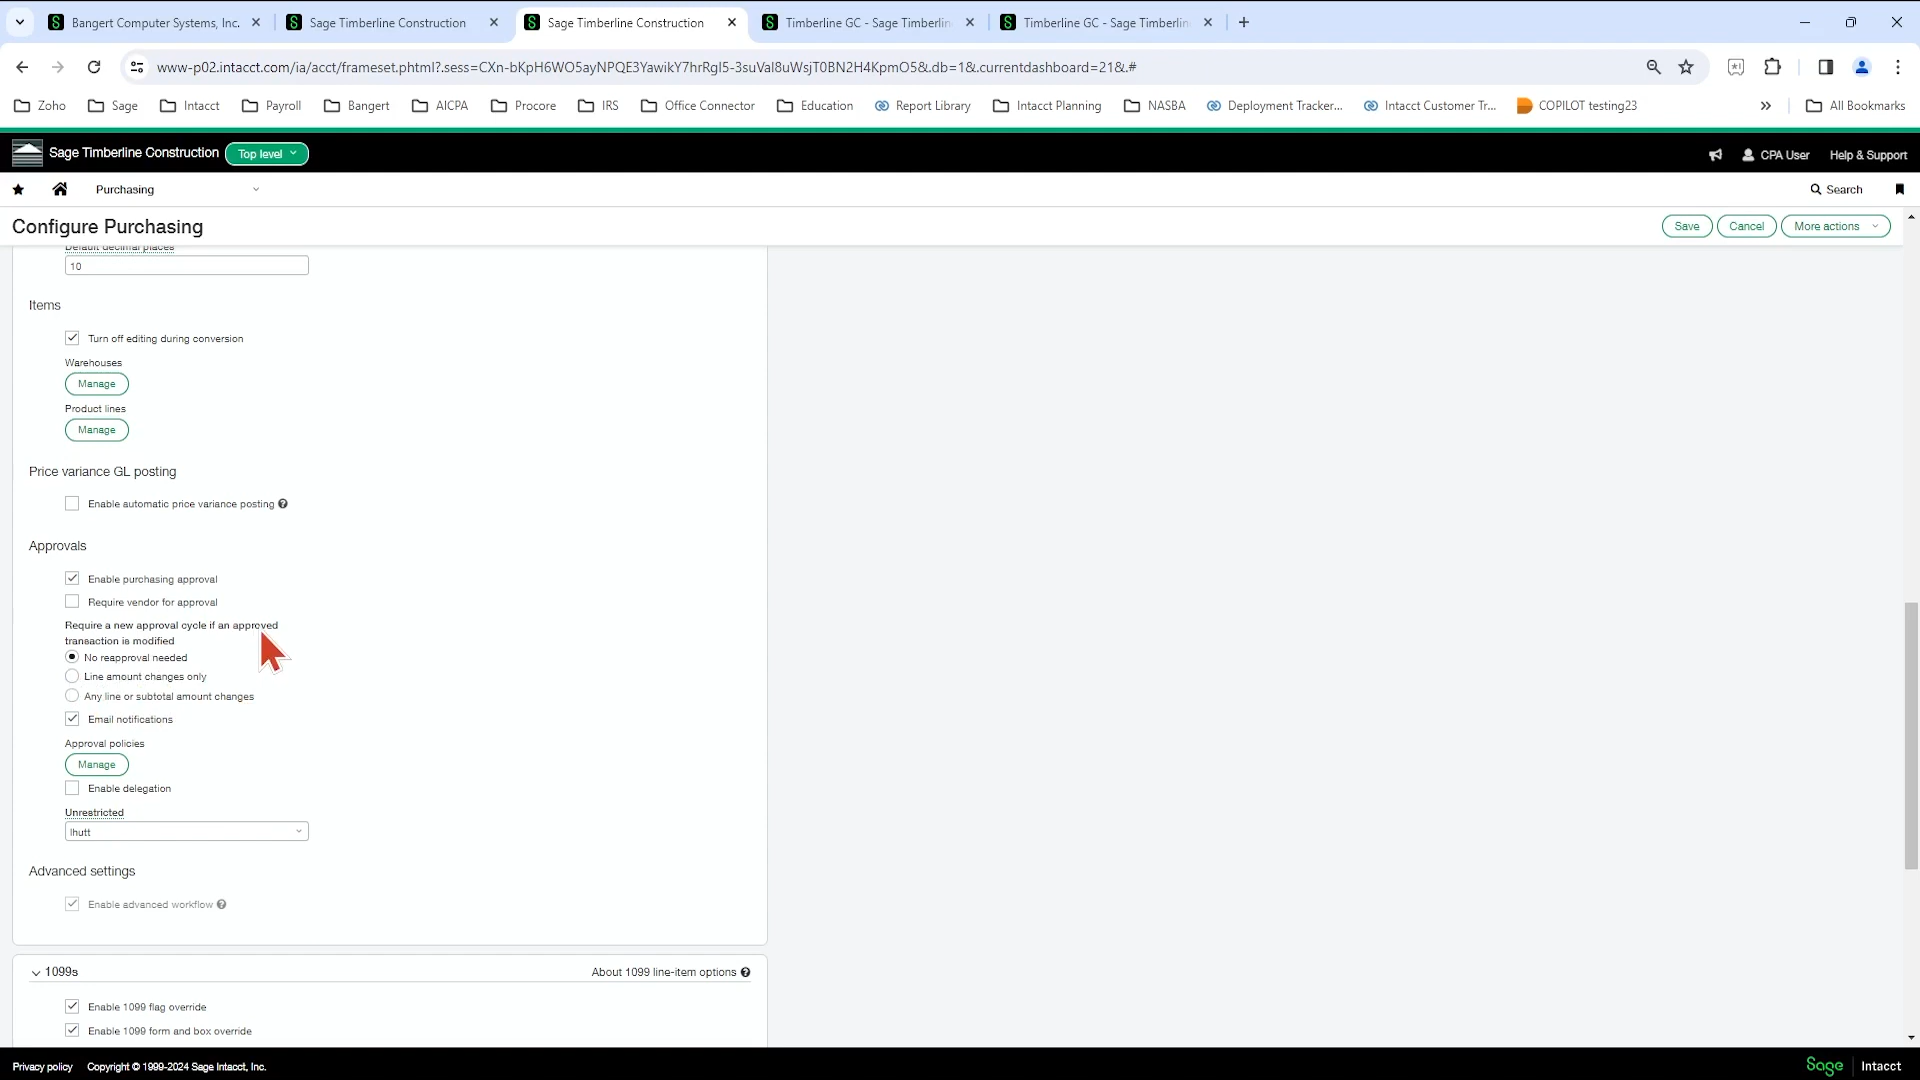 Bangert Computer Systems, Inc.
Sage Timberline Construction
Sage Timberline Construction
Timberline GC - Sage Timberlin
Timberline GC - Sage Timberlin
www-p02.intacct.com/ia/acct/frameset.phtml?.sess=CXn-bKpH6WO5ayNPQE3YawikY7hrRgI5-3suVal8uWsjT0BN2H4KpmO5&.db=1&.currentdashboard=21&.#
Zoho
Sage
Intacct
Payroll
Bangert
AICPA
Procore
IRS
Office Connector
Education
Report Library
Intacct Planning
NASBA
Deployment Tracker...
Intacct Customer Tr...
COPILOT testing23
All Bookmarks
Sage Timberline Construction
Top level
CPA User
Help & Support
Purchasing
Search
Configure Purchasing
Save
Cancel
More actions
Default decimal places
10
Items
Turn off editing during conversion
Warehouses
Manage
Product lines
Manage
Price variance GL posting
Enable automatic price variance posting
Approvals
Enable purchasing approval
Require vendor for approval
Require a new approval cycle if an approved
transaction is modified
No reapproval needed
Line amount changes only
Any line or subtotal amount changes
Email notifications
Approval policies
Manage
Enable delegation
Unrestricted
lhutt
Advanced settings
Enable advanced workflow
1099s
About 1099 line-item options
Enable 1099 flag override
Enable 1099 form and box override
Privacy policy
Copyright © 1999-2024 Sage Intacct, Inc.
Sage
Intacct